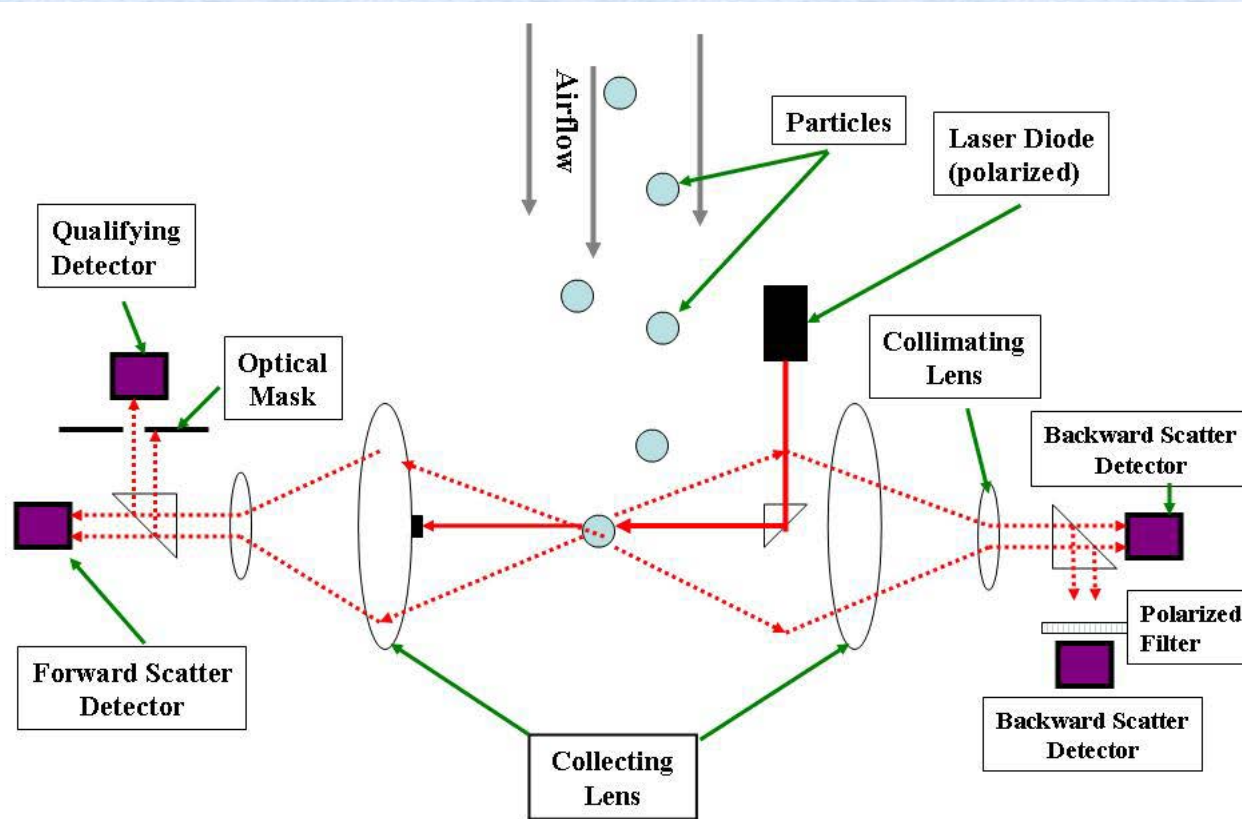 Airflow
Particles
Laser Diode
(polarized)
Qualifying
Detector
Optical
Mask
Collimating
Lens
Backward Scatter
Detector
Polarized
Filter
Forward Scatter
Detector
Backward Scatter
Detector
Collecting
Lens